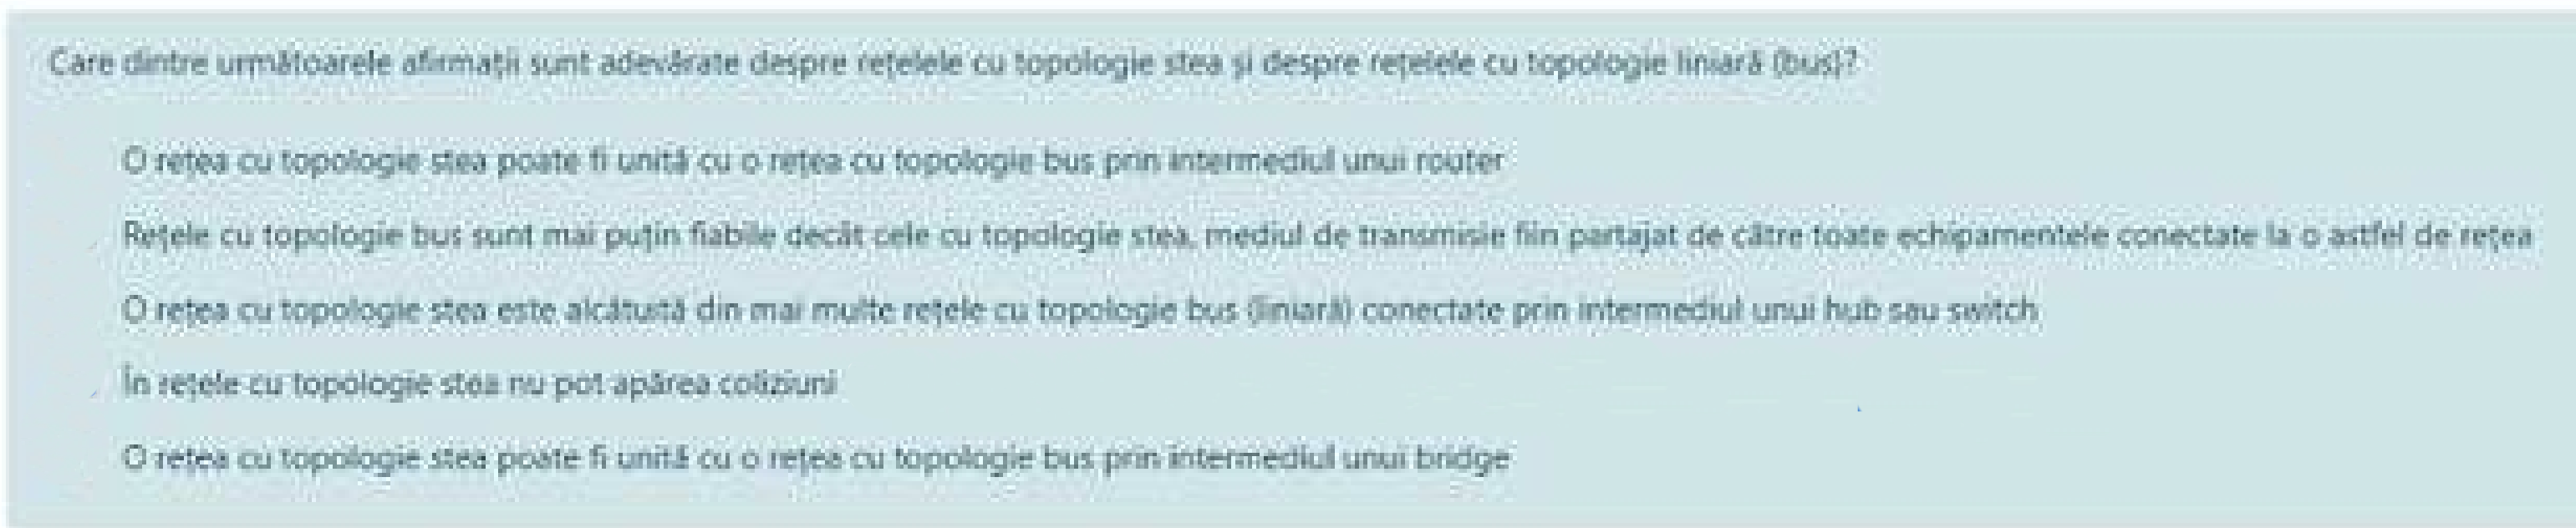 Care dintre următoarele afirmații sunt adevărate despre rețelele cu topologie stea și despre rețelele cu topologie liniară (bus)?
O rețea cu topologie stea poate fi unită cu o rețea cu topologie bus prin intermediul unui router
Rețele cu topologie bus sunt mai puțin fiabile decât cele cu topologie stea, mediul de transmisie fiin partajat de către toate echipamentele conectate la o astfel de rețea
O rețea cu topologie stea este alcătuită din mai multe rețele cu topologie bus (liniară) conectate prin intermediul unui hub sau switch
În rețele cu topologie stea nu pot apărea coliziuni
O rețea cu topologie stea poate fi unită cu o rețea cu topologie bus prin intermediul unui bridge